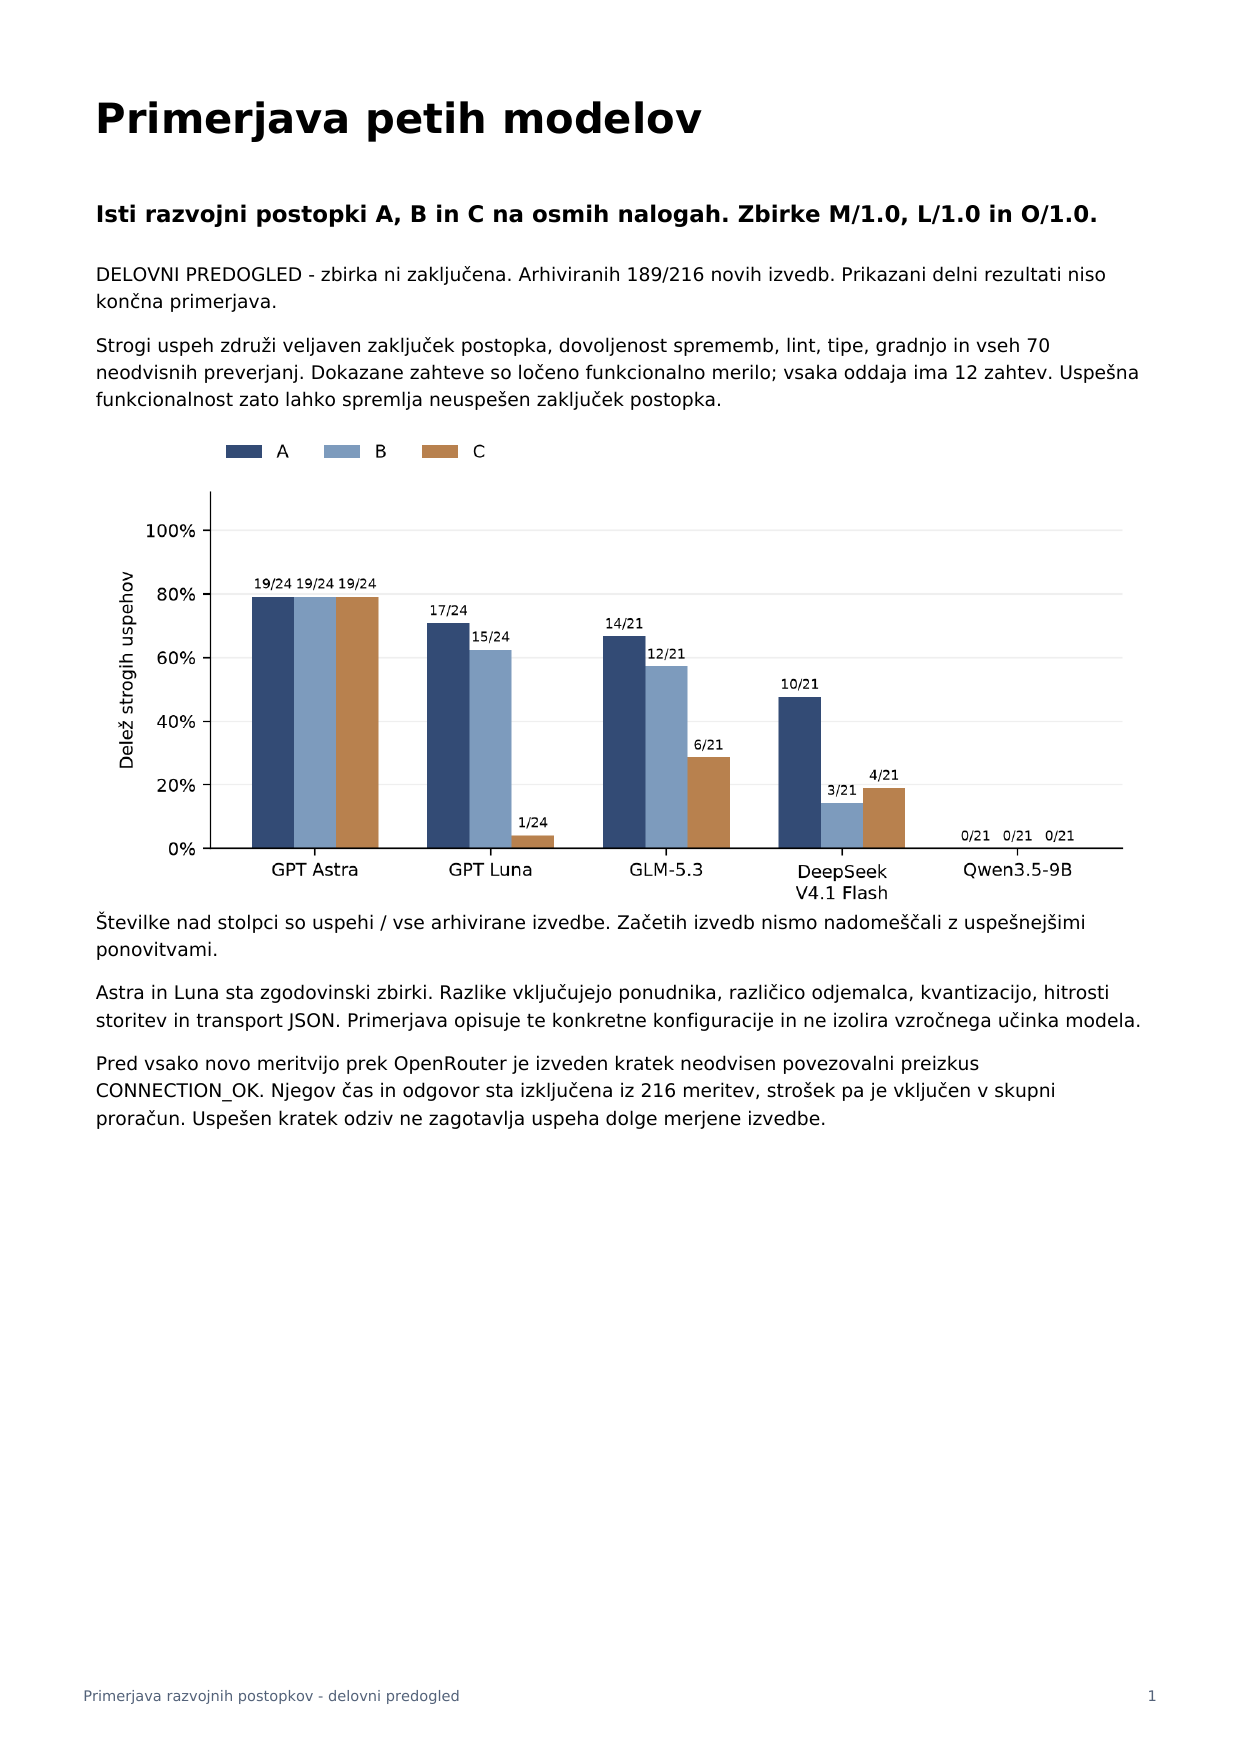 Primerjava petih modelov
Isti razvojni postopki A, B in C na osmih nalogah. Zbirke M/1.0, L/1.0 in O/1.0.
DELOVNI PREDOGLED - zbirka ni zaključena. Arhiviranih 189/216 novih izvedb. Prikazani delni rezultati niso
končna primerjava.
Strogi uspeh združi veljaven zaključek postopka, dovoljenost sprememb, lint, tipe, gradnjo in vseh 70
neodvisnih preverjanj. Dokazane zahteve so ločeno funkcionalno merilo; vsaka oddaja ima 12 zahtev. Uspešna
funkcionalnost zato lahko spremlja neuspešen zaključek postopka.
A B C
Delež strogih uspehov
100%
80%
60%
40%
20%
0%
19/24 19/24 19/24
17/24 15/24 1/24
14/21 12/21 6/21
10/21 3/21 4/21
0/21 0/21 0/21
GPT Astra
GPT Luna
GLM-5.3
DeepSeek
V4.1 Flash
Qwen3.5-9B
Številke nad stolpci so uspehi / vse arhivirane izvedbe. Začetih izvedb nismo nadomeščali z uspešnejšimi
ponovitvami.
Astra in Luna sta zgodovinski zbirki. Razlike vključujejo ponudnika, različico odjemalca, kvantizacijo, hitrosti
storitev in transport JSON. Primerjava opisuje te konkretne konfiguracije in ne izolira vzročnega učinka modela.
Pred vsako novo meritvijo prek OpenRouter je izveden kratek neodvisen povezovalni preizkus
CONNECTION_OK. Njegov čas in odgovor sta izključena iz 216 meritev, strošek pa je vključen v skupni
proračun. Uspešen kratek odziv ne zagotavlja uspeha dolge merjene izvedbe.
Primerjava razvojnih postopkov - delovni predogled
1